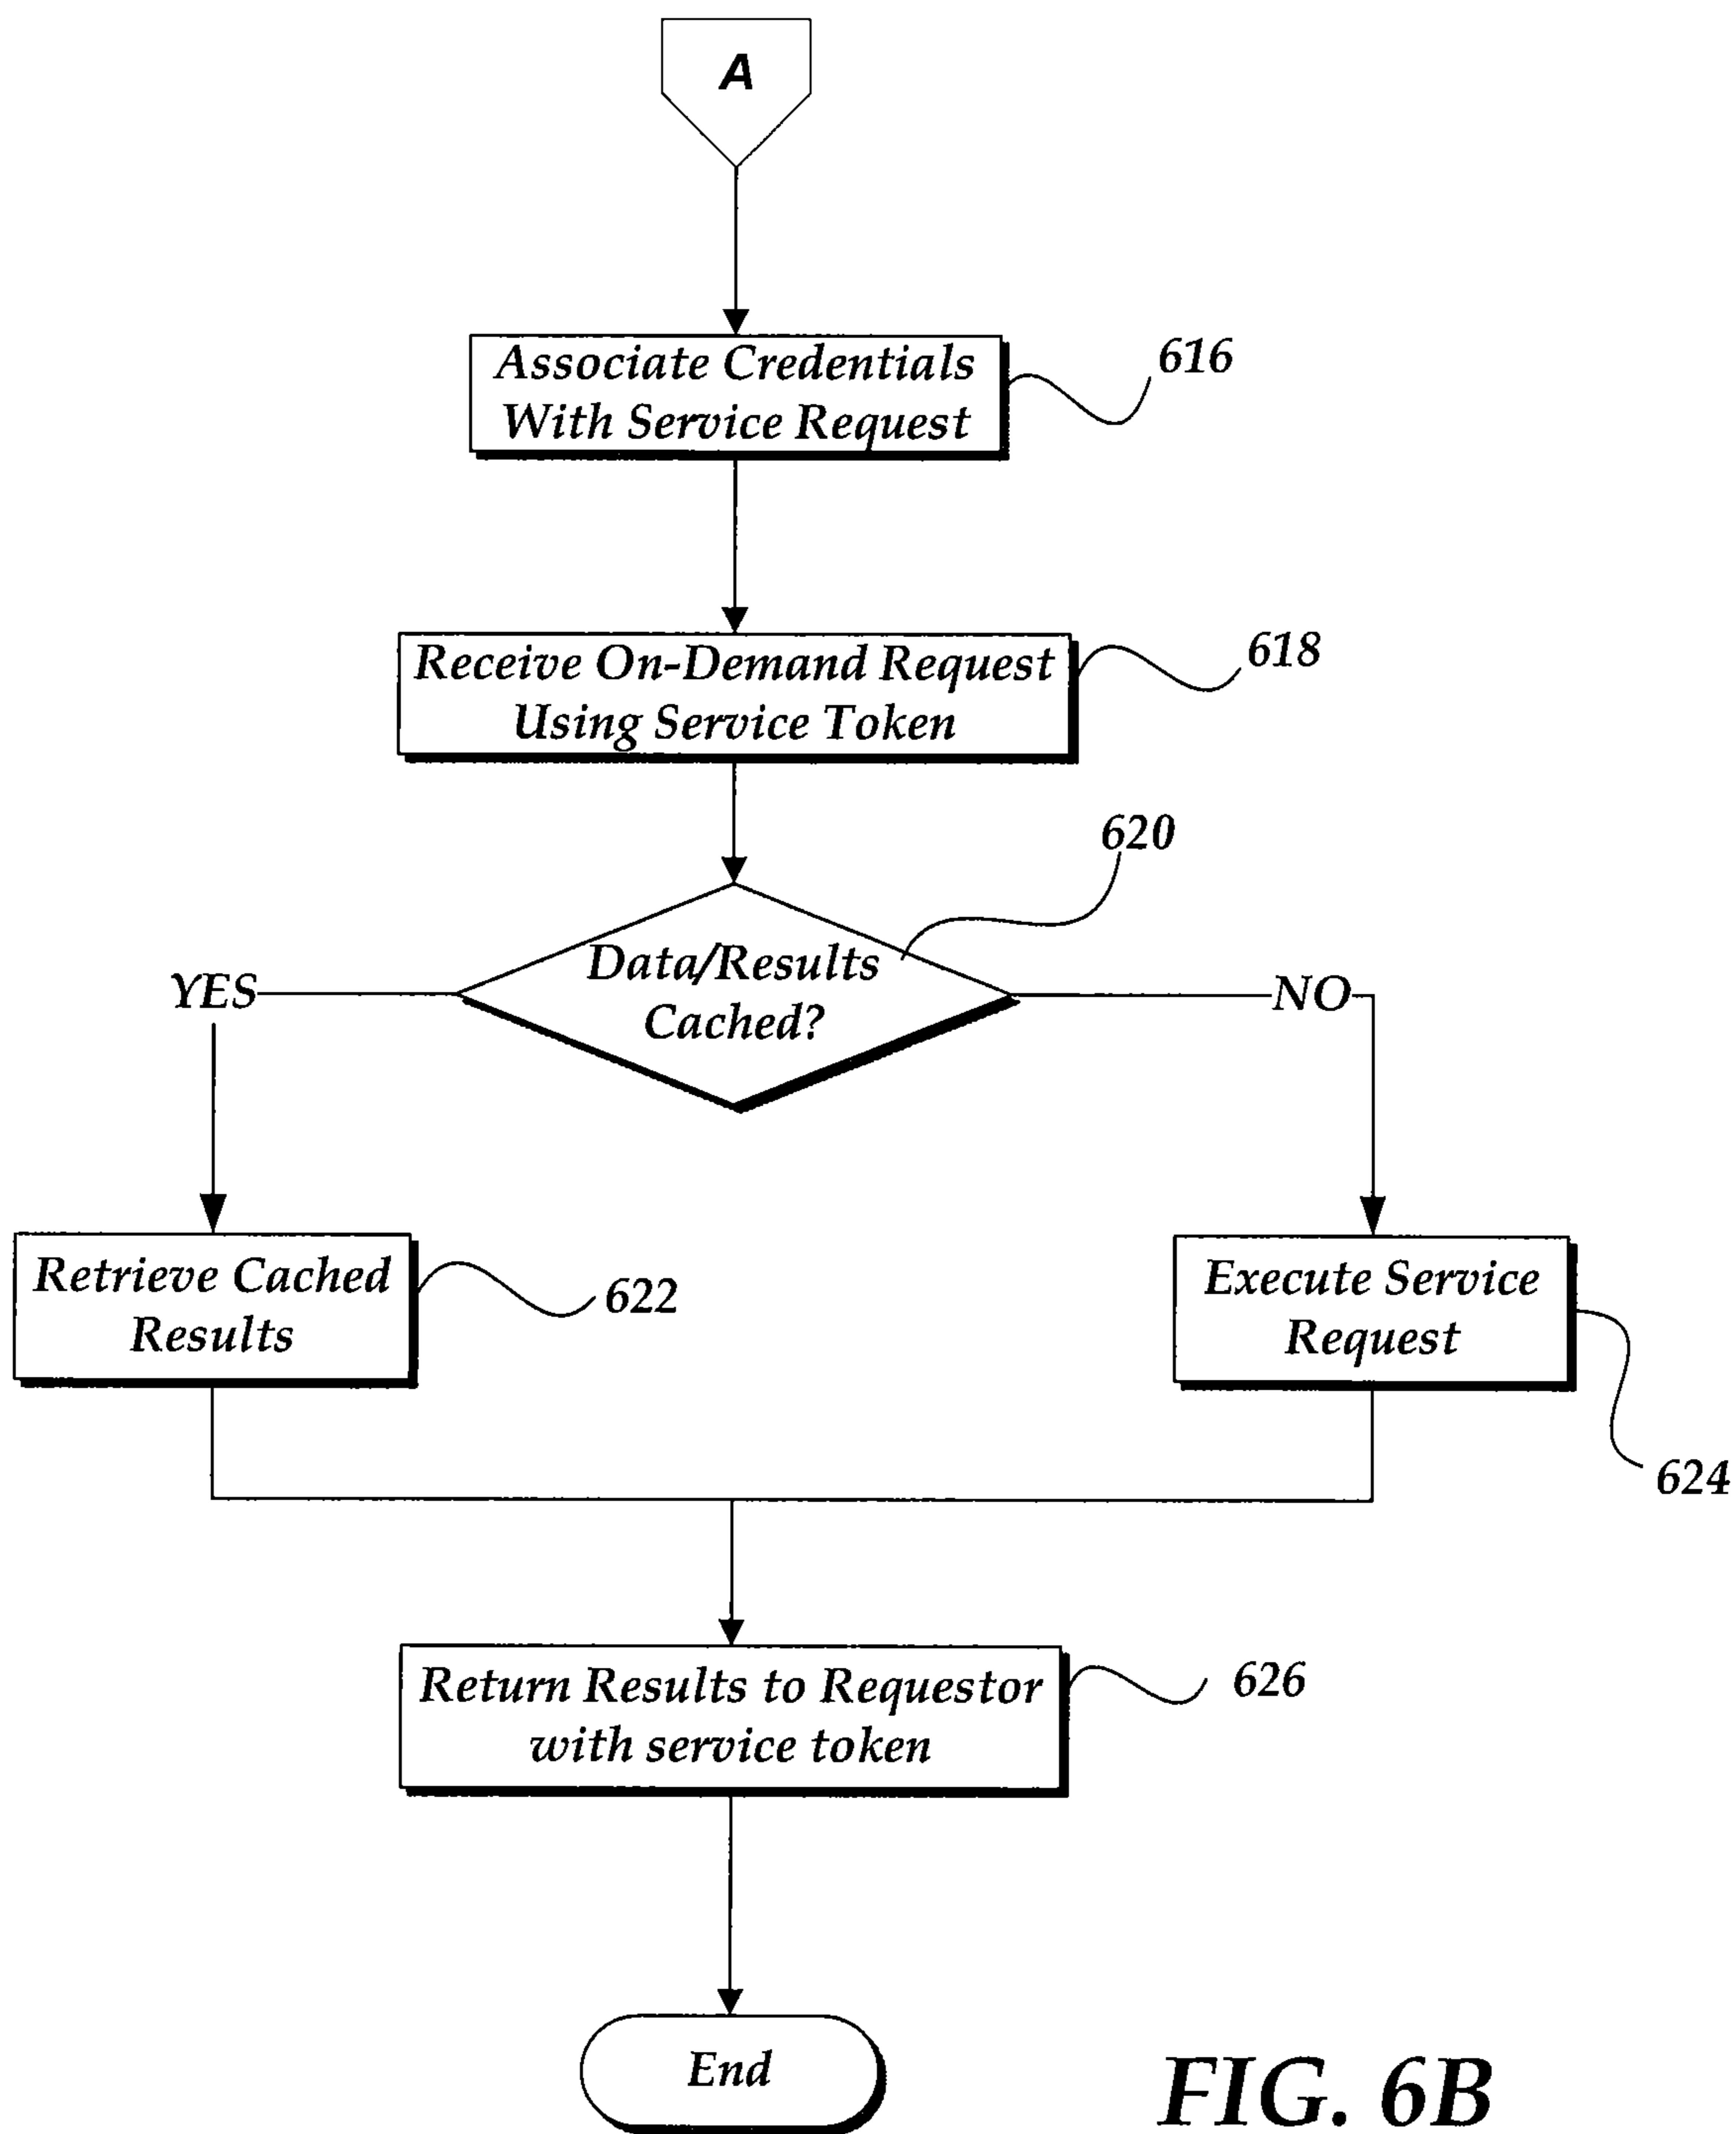 A
Associate Credentials
With Service Request
616
Receive On-Demand Request
Using Service Token
618
620
Data/Results
Cached?
YES
NO
Retrieve Cached
Results
622
Execute Service
Request
624
Return Results to Requestor
with service token
626
End
FIG. 6B